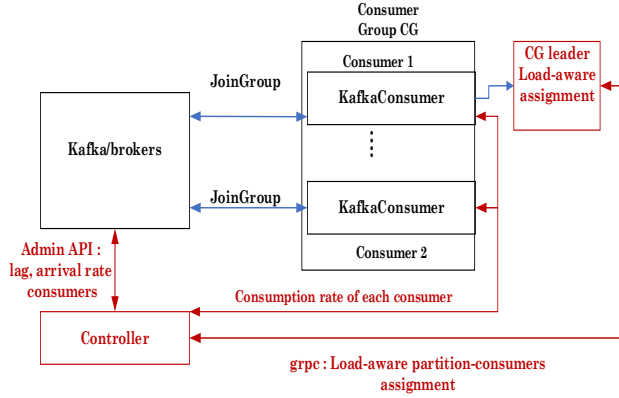 Consumer
Group CG
Consumer 1
CG leader
Load-aware
assignment
JoinGroup
KafkaConsumer
Kafka/brokers
JoinGroup
KafkaConsumer
Consumer 2
Admin API :
lag, arrival rate
consumers
Consumption rate of each consumer
Controller
grpc : Load-aware partition-consumers
assignment